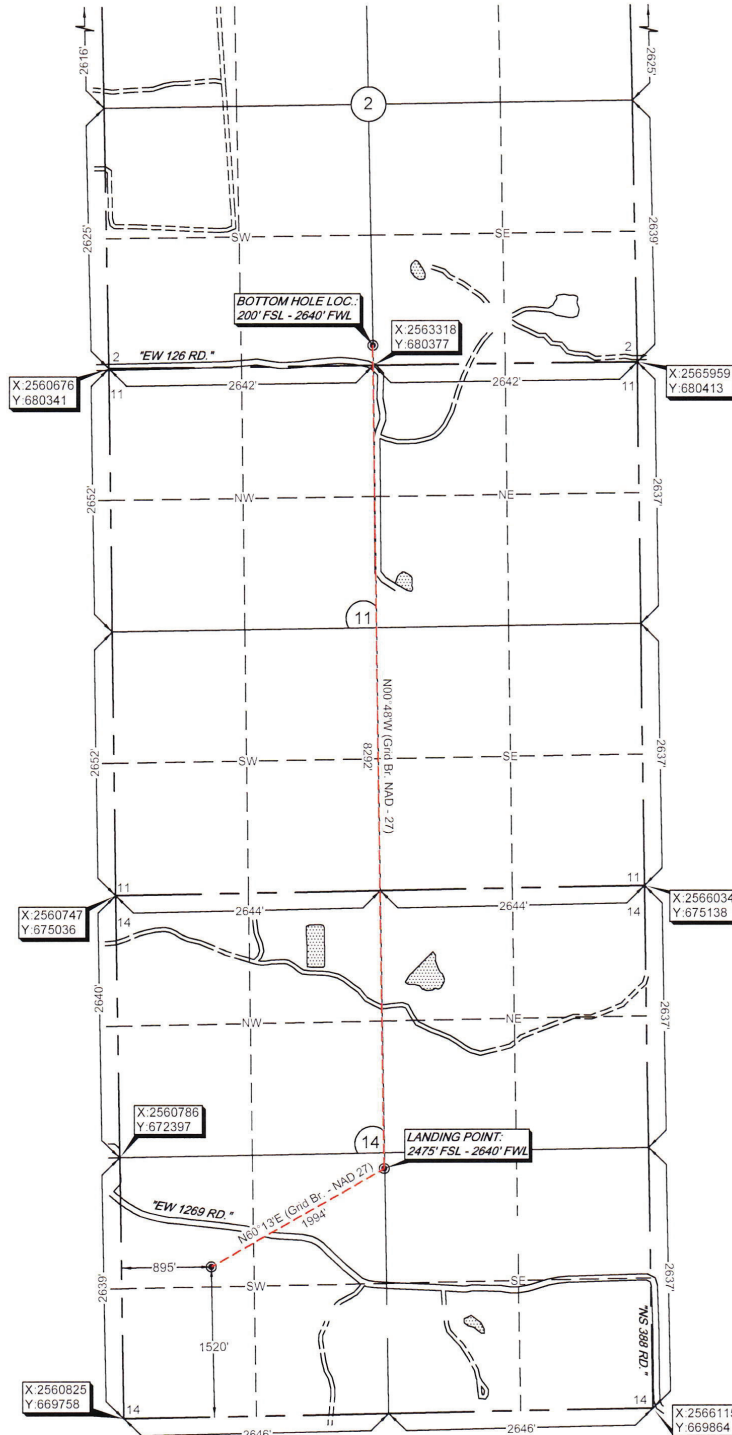 2616'
2625'
2
2625'
SW
SE
2639'
BOTTOM HOLE LOC.:
200' FSL - 2640' FWL
X:2563318
Y:680377
2
"EW 126 RD."
2
X:2560676
Y:680341
11
2642'
2642'
11
X:2565959
Y:680413
2652'
NW
NE
2637'
11
N00°48'W (Grid Br. NAD - 27)
8292'
2652'
SW
SE
2637'
11
11
X:2560747
Y:675036
14
2644'
2644'
14
X:2566034
Y:675138
2640'
NW
NE
2637'
X:2560786
Y:672397
14
LANDING POINT:
2475' FSL - 2640' FWL
"EW 1269 RD."
N60°13'E (Grid Br. - NAD 27)
1994'
895'
2639'
SW
SE
2637'
1520'
"NS 388 RD."
X:2560825
Y:669758
14
14
2646'
2646'
X:2566115
Y:669864